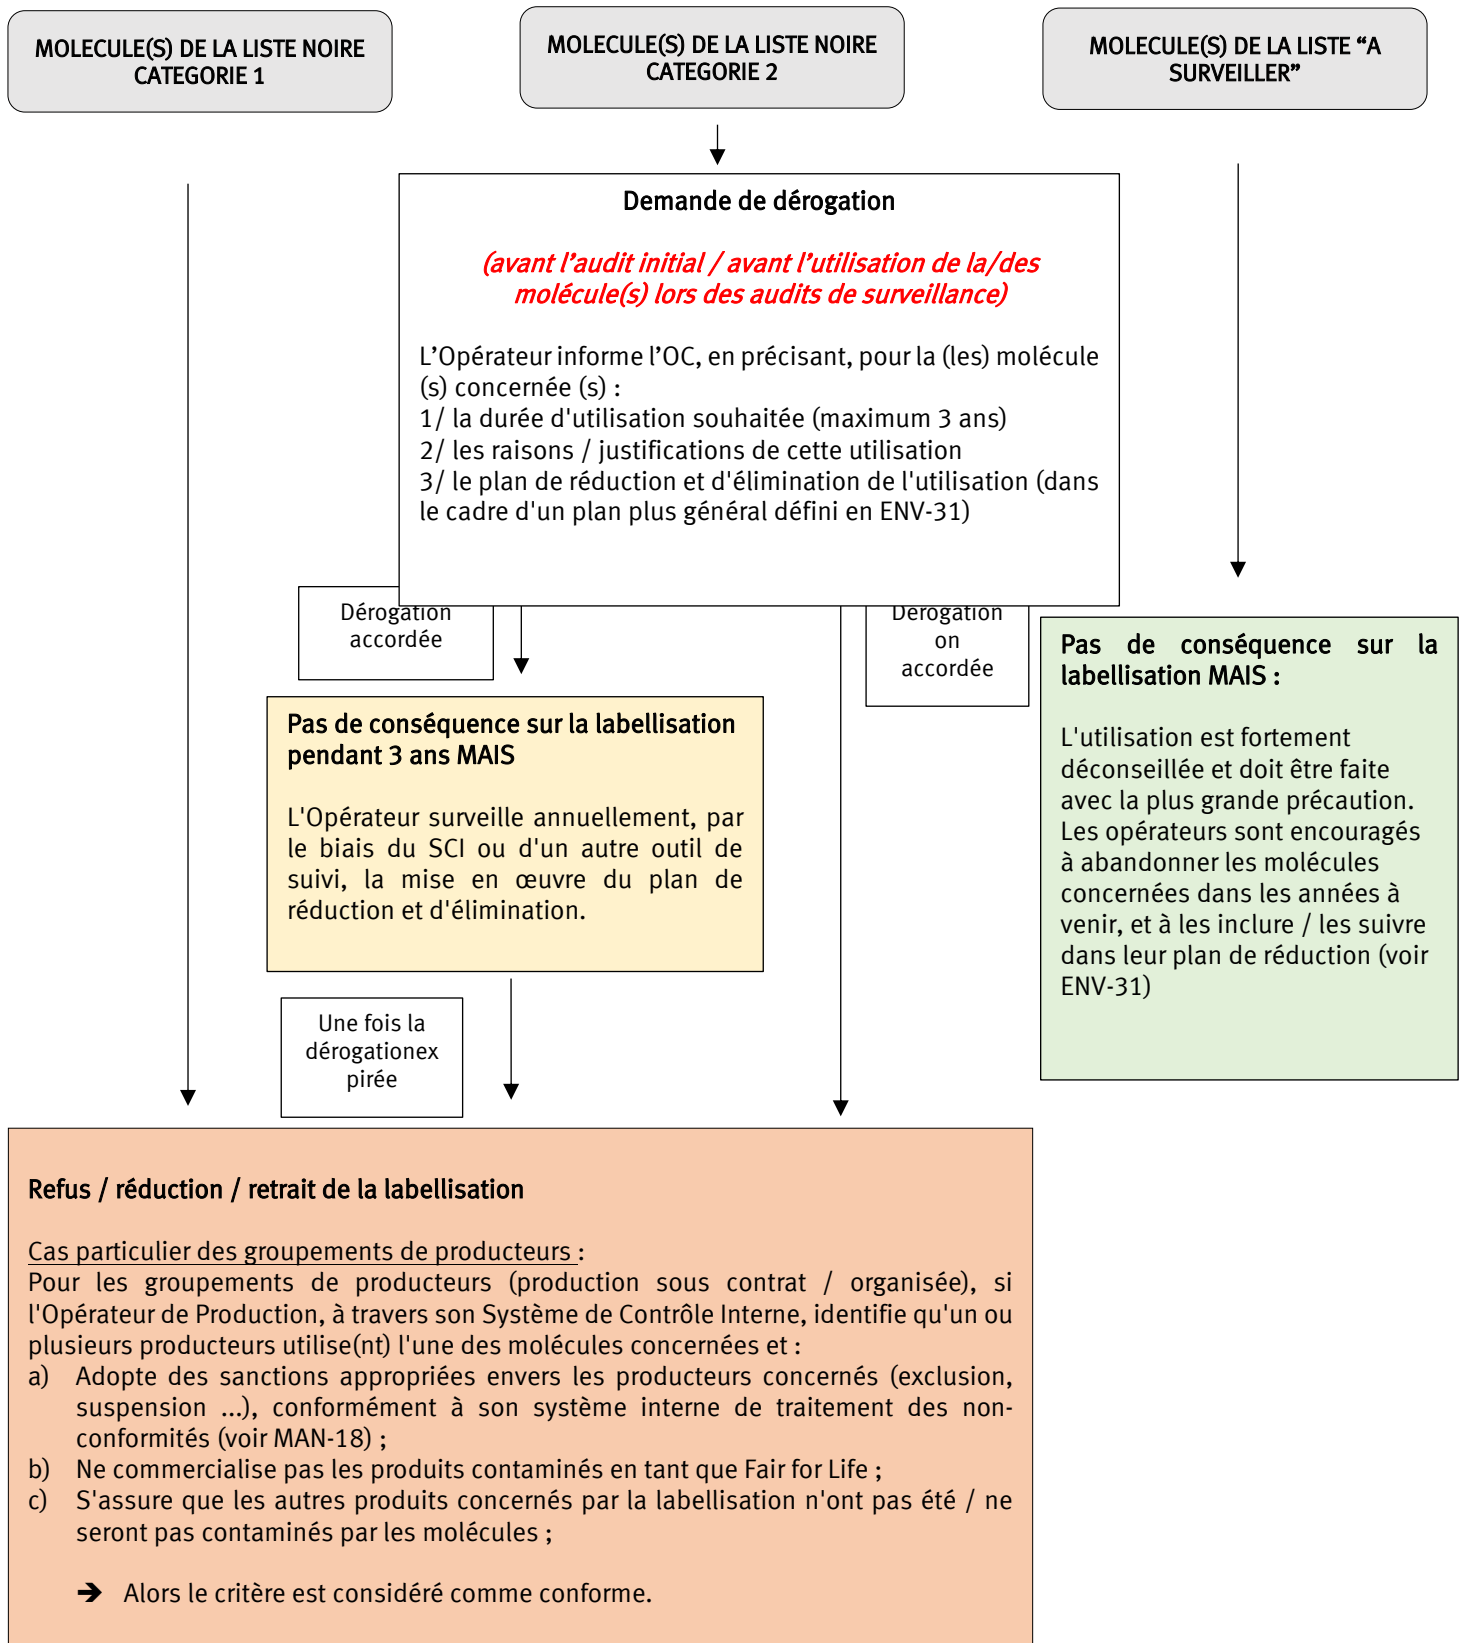 MOLECULE(S) DE LA LISTE NOIRE
CATEGORIE 1
MOLECULE(S) DE LA LISTE NOIRE
CATEGORIE 2
MOLECULE(S) DE LA LISTE “A
SURVEILLER”
Demande de dérogation
(avant l’audit initial / avant l’utilisation de la/des
molécule(s) lors des audits de surveillance)
L’Opérateur informe l’OC, en précisant, pour la (les) molécule
(s) concernée (s) :
1/ la durée d'utilisation souhaitée (maximum 3 ans)
2/ les raisons / justifications de cette utilisation
3/ le plan de réduction et d'élimination de l'utilisation (dans
le cadre d'un plan plus général défini en ENV-31)
Dérogation
accordée
Dérogation
on
accordée
Pas de conséquence sur la labellisation
pendant 3 ans MAIS
L'Opérateur surveille annuellement, par
le biais du SCI ou d'un autre outil de
suivi, la mise en œuvre du plan de
réduction et d'élimination.
Pas de conséquence sur la
labellisation MAIS :
L'utilisation est fortement
déconseillée et doit être faite
avec la plus grande précaution.
Les opérateurs sont encouragés
à abandonner les molécules
concernées dans les années à
venir, et à les inclure / les suivre
dans leur plan de réduction (voir
ENV-31)
Une fois la
dérogationex
pirée
Refus / réduction / retrait de la labellisation
Cas particulier des groupements de producteurs :
Pour les groupements de producteurs (production sous contrat / organisée), si
l'Opérateur de Production, à travers son Système de Contrôle Interne, identifie qu'un ou
plusieurs producteurs utilise(nt) l'une des molécules concernées et :
a) Adopte des sanctions appropriées envers les producteurs concernés (exclusion,
suspension ...), conformément à son système interne de traitement des non-
conformités (voir MAN-18) ;
b) Ne commercialise pas les produits contaminés en tant que Fair for Life ;
c) S'assure que les autres produits concernés par la labellisation n'ont pas été / ne
seront pas contaminés par les molécules ;
➔ Alors le critère est considéré comme conforme.